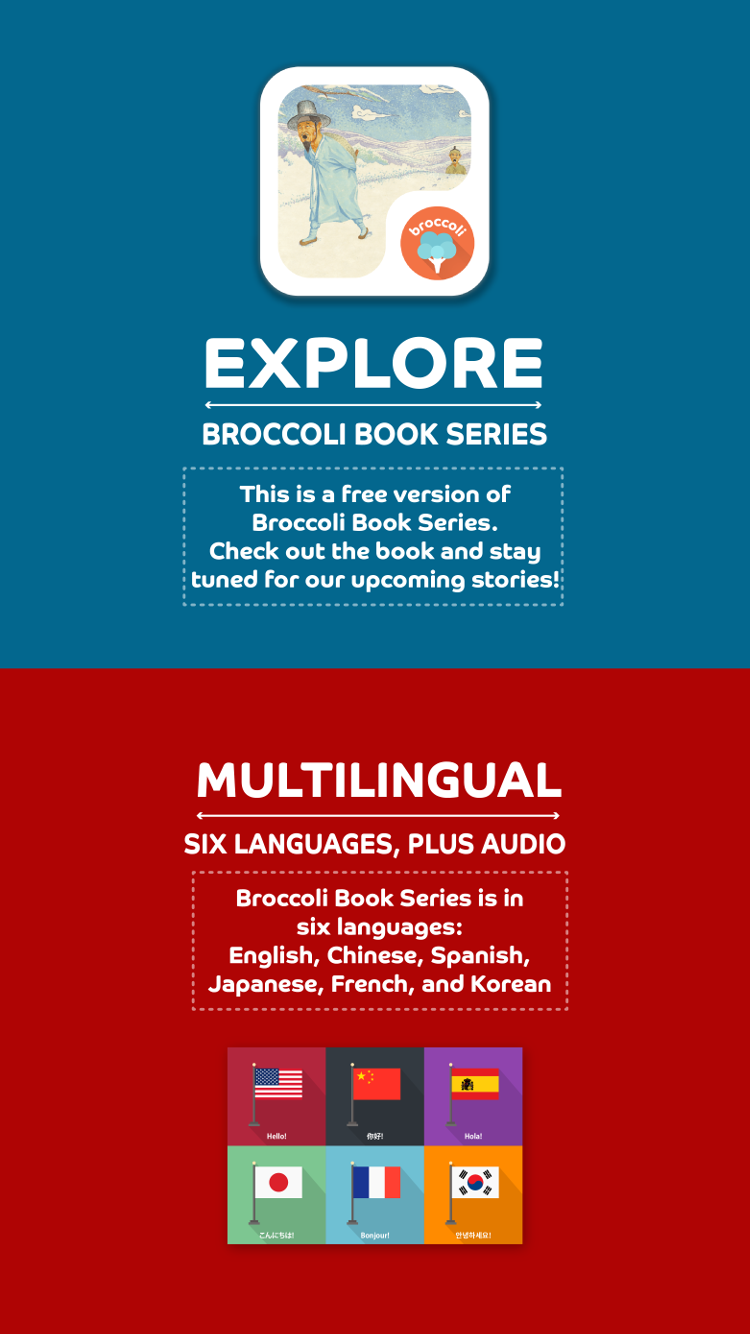 broccoli
EXPLORE
BROCCOLI BOOK SERIES
This is a free version of
Broccoli Book Series.
Check out the book and stay
tuned for our upcoming stories!
MULTILINGUAL
SIX LANGUAGES, PLUS AUDIO
Broccoli Book Series is in
six languages:
English, Chinese, Spanish,
Japanese, French, and Korean
Hello!
你好!
Hola!
こんにちは!
Bonjour!
안녕하세요!